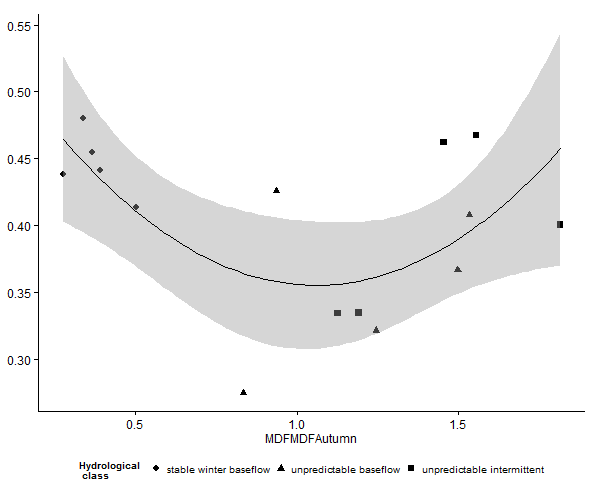 0.55
0.50
0.45
0.40
0.35
0.30
0.5 1.0 1.5
MDFMDFAutumn
Hydrological
class
stable winter baseflow unpredictable baseflow unpredictable intermittent